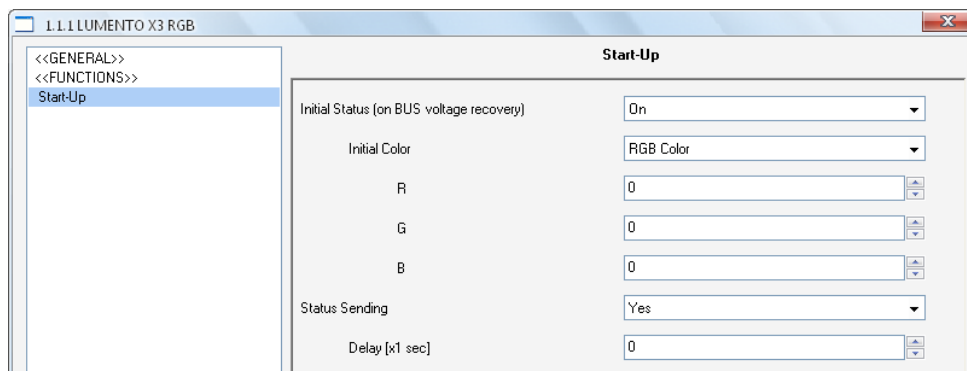 1.1.1 LUMENTO X3 RGB
<<GENERAL>>
<<FUNCTIONS>>
Start-Up
Start-Up
Initial Status (on BUS voltage recovery) On
Initial Color RGB Color
R 0
G 0
B 0
Status Sending Yes
Delay [x1 sec] 0